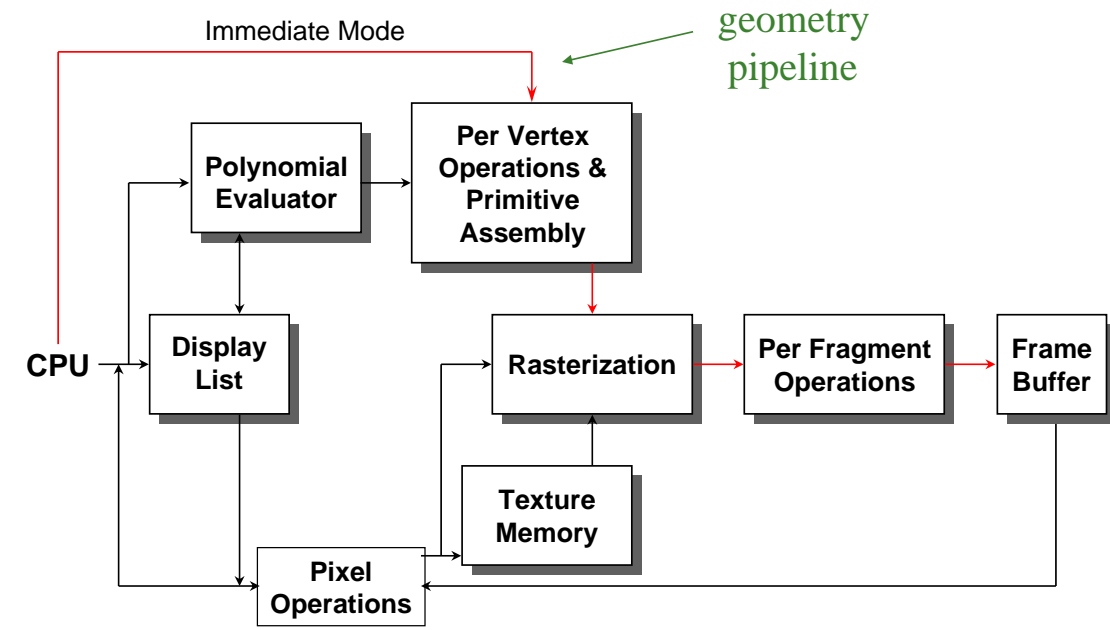 Immediate Mode
geometry
pipeline
Per Vertex
Operations &
Primitive
Assembly
Polynomial
Evaluator
CPU
Display
List
Rasterization
Per Fragment
Operations
Frame
Buffer
Texture
Memory
Pixel
Operations